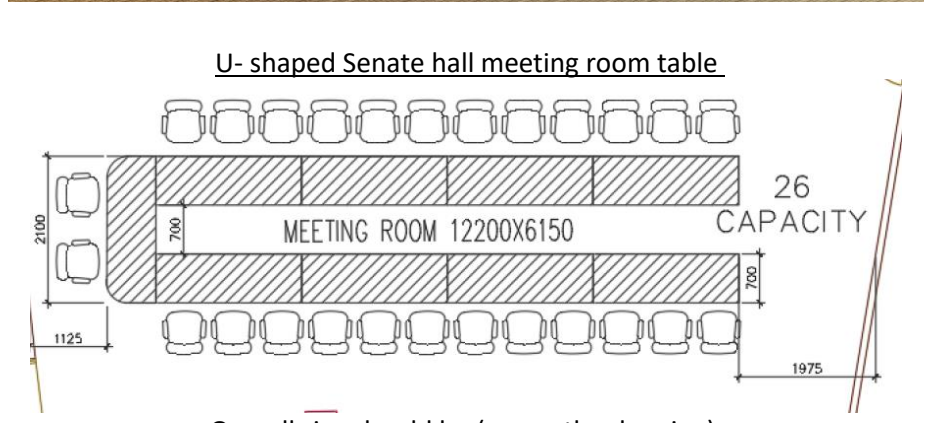 U- shaped Senate hall meeting room table
26
CAPACITY
2100
700
MEETING ROOM 12200X6150
700
1125
1975